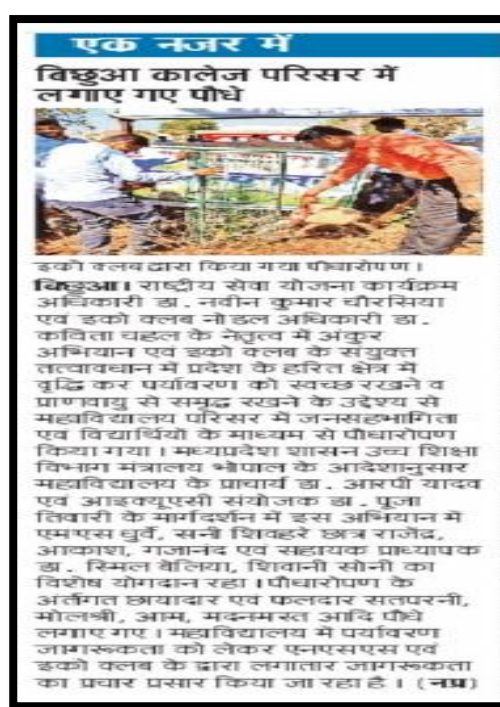 एक नजर में
बिछुआ कालेज परिसर में
लगाए गए पौधे
इको क्लब द्वारा किया गया पौधारोपण।
बिछुआ। राष्ट्रीय सेवा योजना कार्यक्रम
अधिकारी डा. नवीन कुमार चौरसिया
एवं इको क्लब नोडल अधिकारी डा.
कविता चहल के नेतृत्व में अंकुर
अभियान एवं इको क्लब के संयुक्त
तत्वावधान में प्रदेश के हरित क्षेत्र में
वृद्धि कर पर्यावरण को स्वच्छ रखने व
प्राणवायु से समृद्ध रखने के उद्देश्य से
महाविद्यालय परिसर में जनसहभागिता
एवं विद्यार्थियों के माध्यम से पौधारोपण
किया गया। मध्यप्रदेश शासन उच्च शिक्षा
विभाग मंत्रालय भोपाल के आदेशानुसार
महाविद्यालय के प्राचार्य डा. आरपी यादव
एवं आइक्यूएसी संयोजक डा. पूजा
तिवारी के मार्गदर्शन में इस अभियान में
एमएस धुर्वे, सनी शिवहरे छात्र राजेंद्र,
आकाश, गजानंद एवं सहायक प्राध्यापक
डा. स्मिल बेलिया, शिवानी सोनी का
विशेष योगदान रहा।पौधारोपण के
अंर्तगत छायादार एवं फलदार सतपरनी,
मोलश्री, आम, मदनमस्त आदि पौधे
लगाए गए। महाविद्यालय में पर्यावरण
जागरूकता को लेकर एनएसएस एवं
इको क्लब के द्वारा लगातार जागरूकता
का प्रचार प्रसार किया जा रहा है। (नप्र)